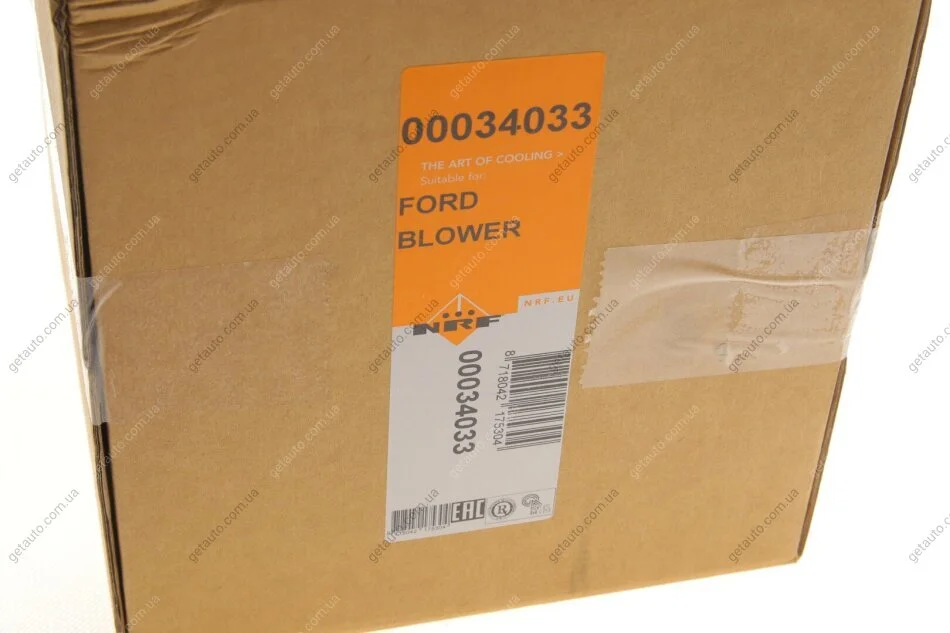 00034033
THE ART OF COOLING >
Suitable for:
FORD
BLOWER
NRF.EU
NRF
00034033
8 718042 175304
EAC
getauto.com.ua